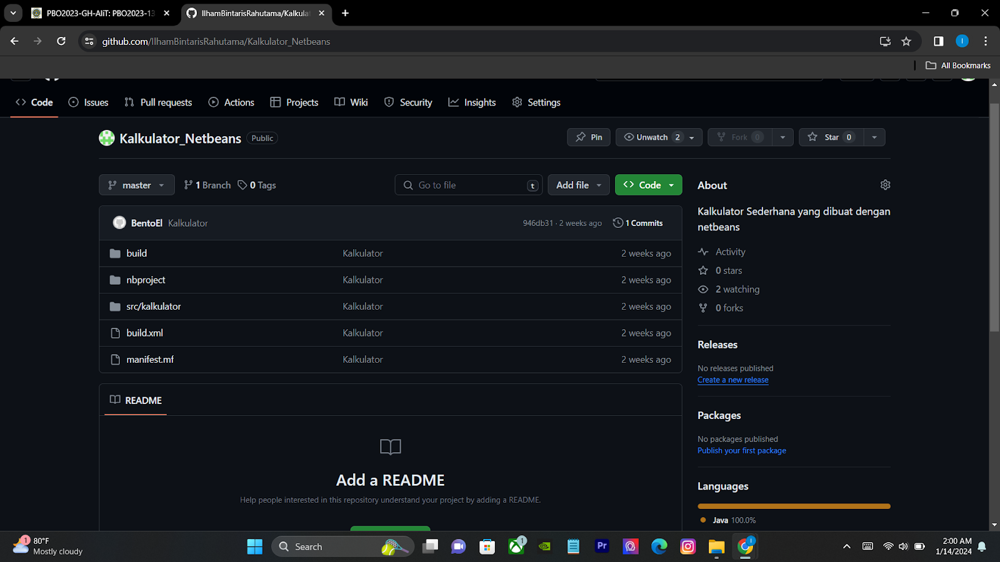 PBO2023-GH-AliT: PBO2023-13
IlhamBintarisRahutama/Kalkula
github.com/IlhamBintarisRahutama/Kalkulator_Netbeans
All Bookmarks
Code Issues Pull requests Actions Projects Wiki Security Insights Settings
Kalkulator_Netbeans Public
Pin Unwatch 2 Fork 0 Star 0
master 1 Branch 0 Tags Go to file t Add file Code
BentoEl Kalkulator 946db31 · 2 weeks ago 1 Commits
build Kalkulator 2 weeks ago
nbproject Kalkulator 2 weeks ago
src/kalkulator Kalkulator 2 weeks ago
build.xml Kalkulator 2 weeks ago
manifest.mf Kalkulator 2 weeks ago
README
Add a README
Help people interested in this repository understand your project by adding a README.
About
Kalkulator Sederhana yang dibuat dengan
netbeans
Activity
0 stars
2 watching
0 forks
Releases
No releases published
Create a new release
Packages
No packages published
Publish your first package
Languages
Java 100.0%
1
80°F
Mostly cloudy
Search
1
Pr
2:00 AM
1/14/2024